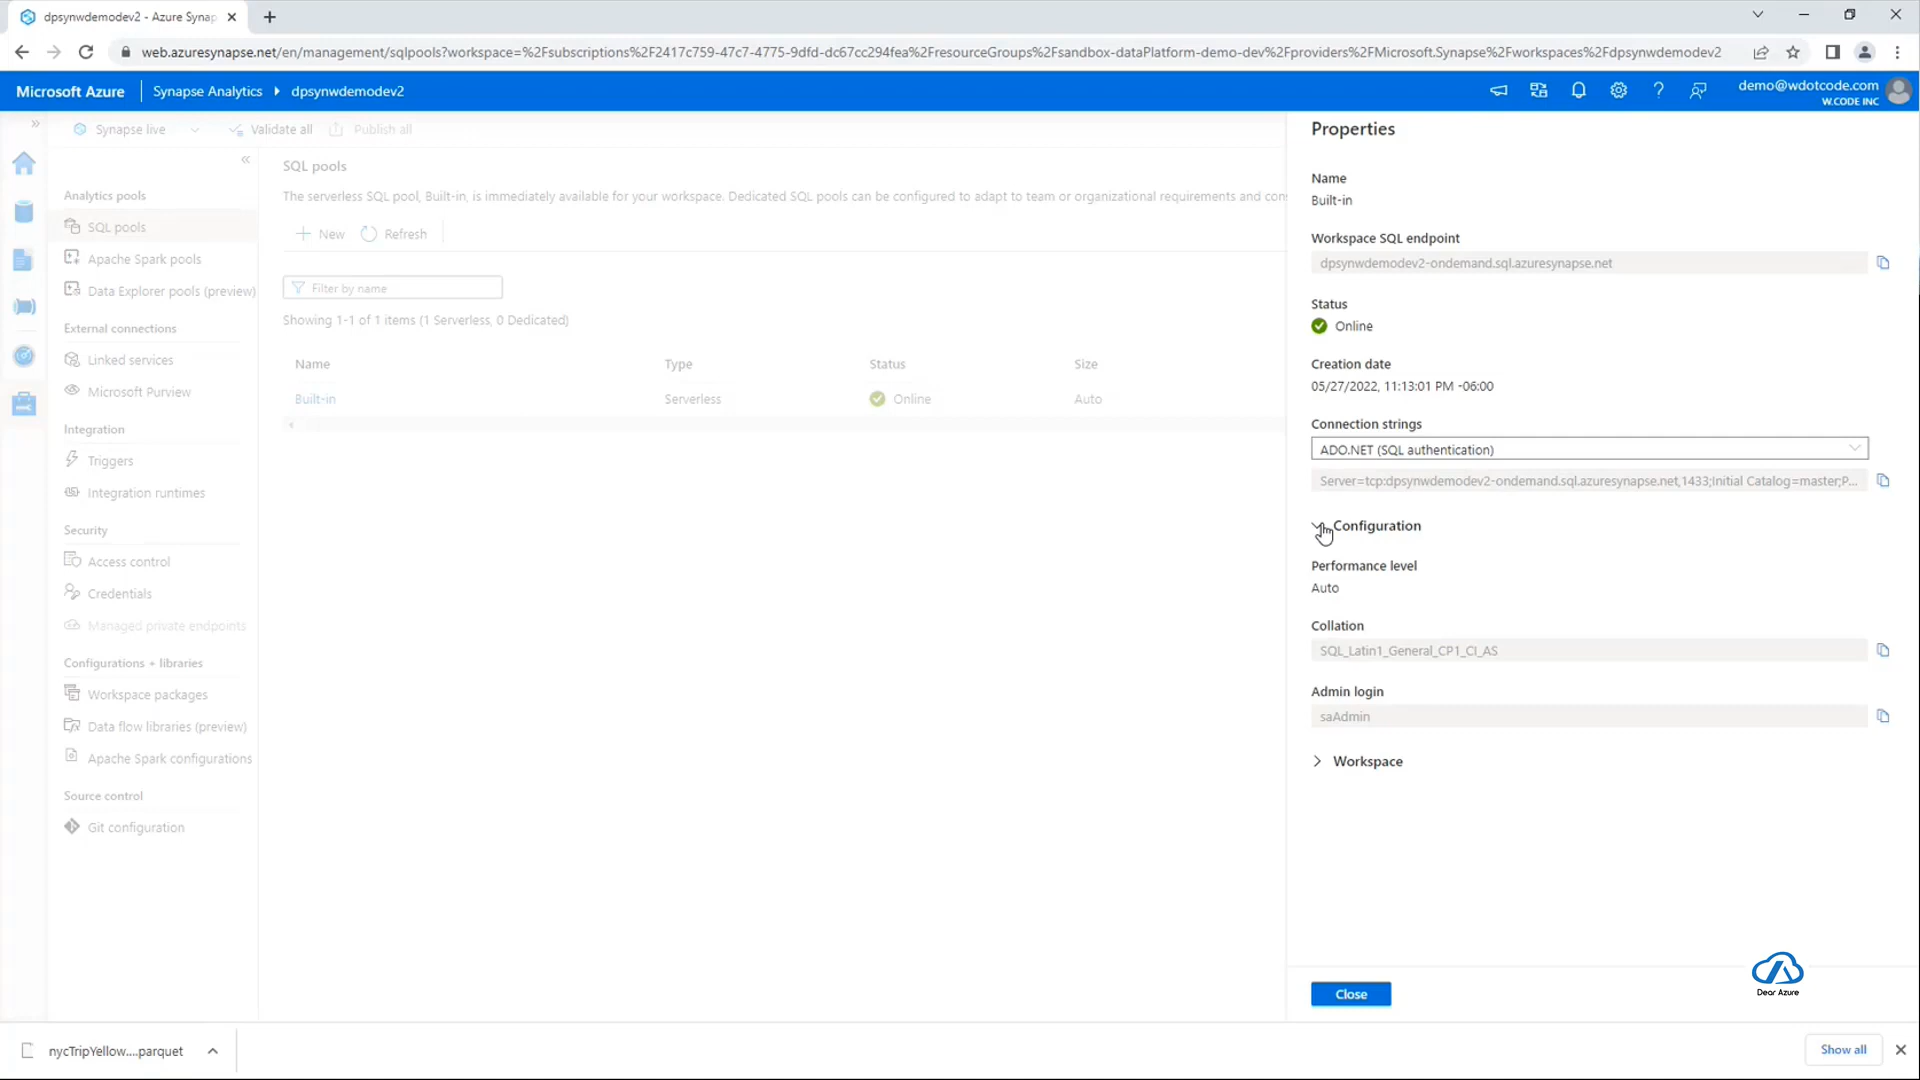 dpsynwdemodev2 - Azure Synap
web.azuresynapse.net/en/management/sqlpools?workspace=%2Fsubscriptions%2F2417c759-47c7-4775-9dfd-dc67cc294fea%2FresourceGroups%2Fsandbox-dataPlatform-demo-dev%2Fproviders%2FMicrosoft.Synapse%2Fworkspaces%2Fdpsynwdemodev2
Microsoft Azure
Synapse Analytics
dpsynwdemodev2
demo@wdotcode.com
W.CODE INC
Synapse live
Validate all
Publish all
Analytics pools
SQL pools
Apache Spark pools
Data Explorer pools (preview)
External connections
Linked services
Microsoft Purview
Integration
Triggers
Integration runtimes
Security
Access control
Credentials
Managed private endpoints
Configurations + libraries
Workspace packages
Data flow libraries (preview)
Apache Spark configurations
Source control
Git configuration
SQL pools
The serverless SQL pool, Built-in, is immediately available for your workspace. Dedicated SQL pools can be configured to adapt to team or organizational requirements and cons
New
Refresh
Filter by name
Showing 1-1 of 1 items (1 Serverless, 0 Dedicated)
Name Type Status Size
Built-in Serverless Online Auto
Properties
Name
Built-in
Workspace SQL endpoint
dpsynwdemodev2-ondemand.sql.azuresynapse.net
Status
Online
Creation date
05/27/2022, 11:13:01 PM -06:00
Connection strings
ADO.NET (SQL authentication)
Server=tcp:dpsynwdemodev2-ondemand.sql.azuresynapse.net,1433;Initial Catalog=master;P...
Configuration
Performance level
Auto
Collation
SQL_Latin1_General_CP1_CI_AS
Admin login
saAdmin
Workspace
Close
Dear Azure
nycTripYellow....parquet
Show all